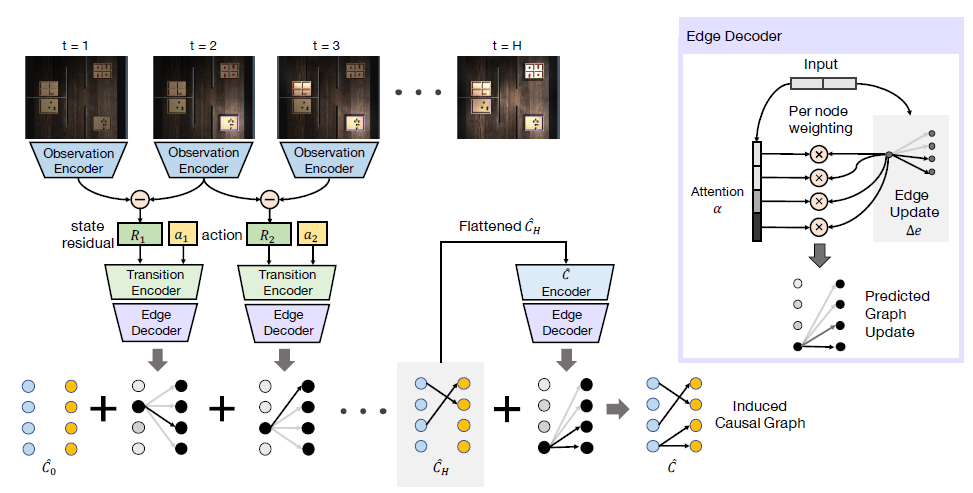 t = 1
t = 2
t = 3
t = H
Observation
Encoder
Observation
Encoder
Observation
Encoder
state
residual
R₁
a₁
action
R₂
a₂
Transition
Encoder
Transition
Encoder
Edge
Decoder
Edge
Decoder
Flattened Ĉ_H
Ĉ
Encoder
Edge
Decoder
Ĉ₀
Ĉ_H
Ĉ
Induced
Causal Graph
Edge Decoder
Input
Per node
weighting
Attention
α
Edge
Update
Δe
Predicted
Graph
Update